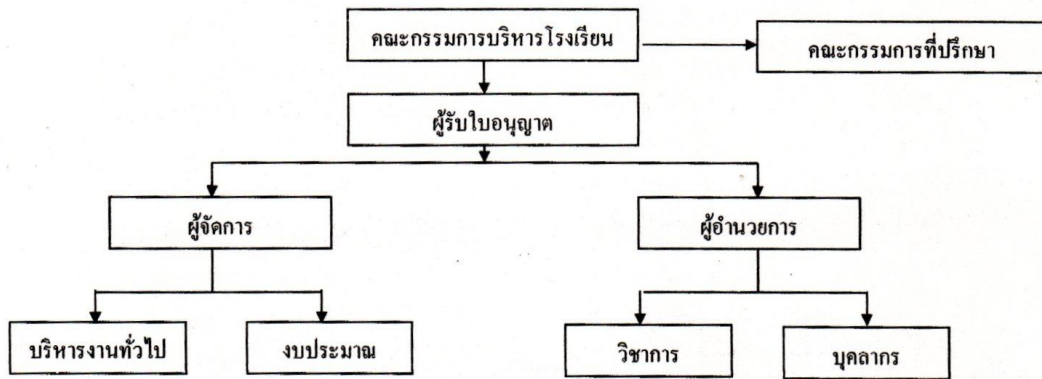 คณะกรรมการบริหารโรงเรียน
คณะกรรมการที่ปรึกษา
ผู้รับใบอนุญาต
ผู้จัดการ
ผู้อำนวยการ
บริหารงานทั่วไป
งบประมาณ
วิชาการ
บุคลากร